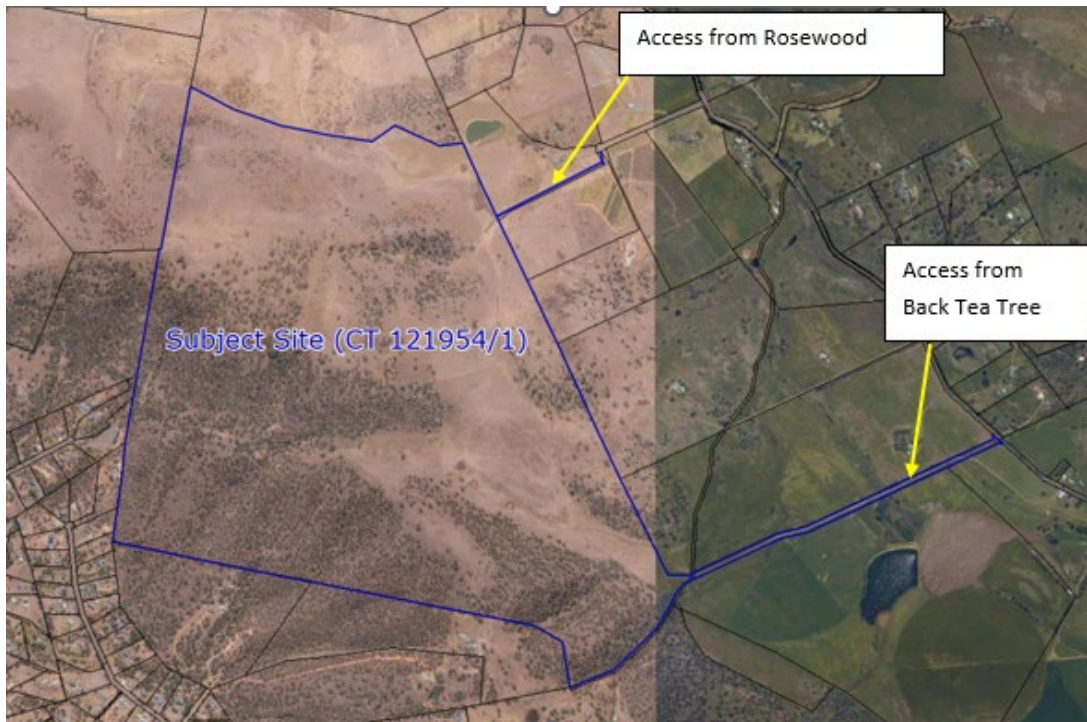 Access from Rosewood
Access from
Back Tea Tree
Subject Site (CT 121954/1)